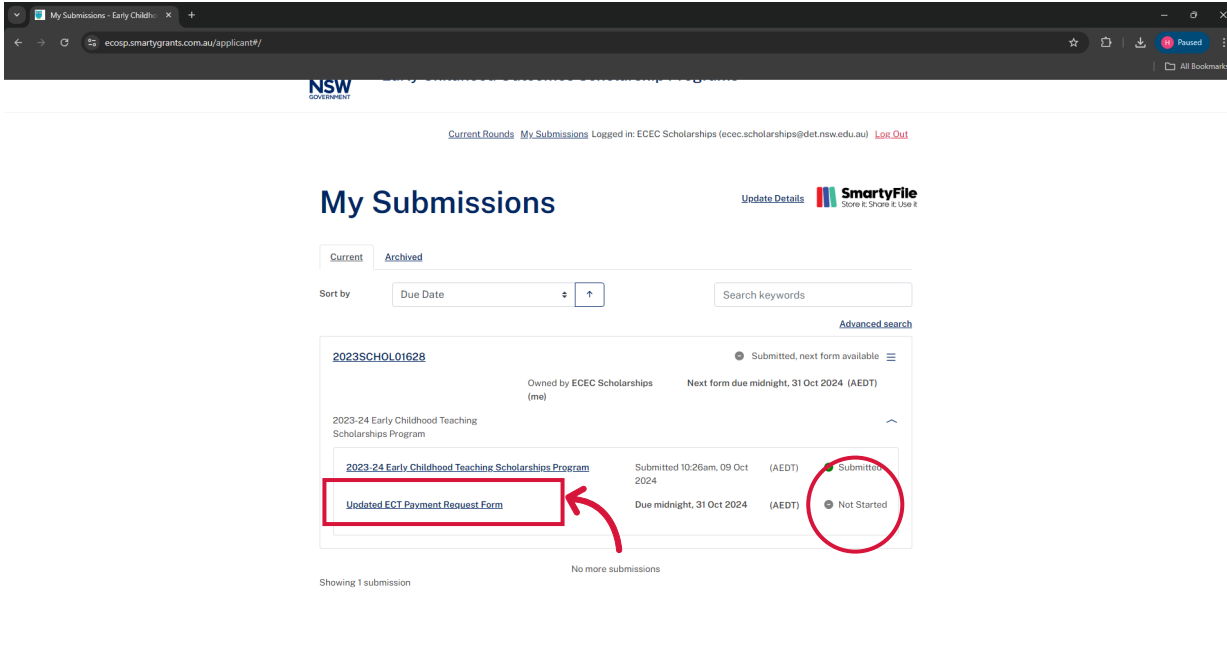 My Submissions - Early Childho
ecosp.smartygrants.com.au/applicant#/
H Paused
All Bookmarks
NSW
GOVERNMENT
Early Childhood Outcomes Scholarship Programs
Current Rounds My Submissions Logged in: ECEC Scholarships (ecec.scholarships@det.nsw.edu.au) Log Out
My Submissions
Update Details
SmartyFile
Store it: Share it: Use it
Current Archived
Sort by Due Date Search keywords
Advanced search
2023SCHOL01628 Submitted, next form available
Owned by ECEC Scholarships Next form due midnight, 31 Oct 2024 (AEDT)
(me)
2023-24 Early Childhood Teaching
Scholarships Program
2023-24 Early Childhood Teaching Scholarships Program Submitted 10:26am, 09 Oct (AEDT) Submitted
2024
Updated ECT Payment Request Form Due midnight, 31 Oct 2024 (AEDT) Not Started
No more submissions
Showing 1 submission